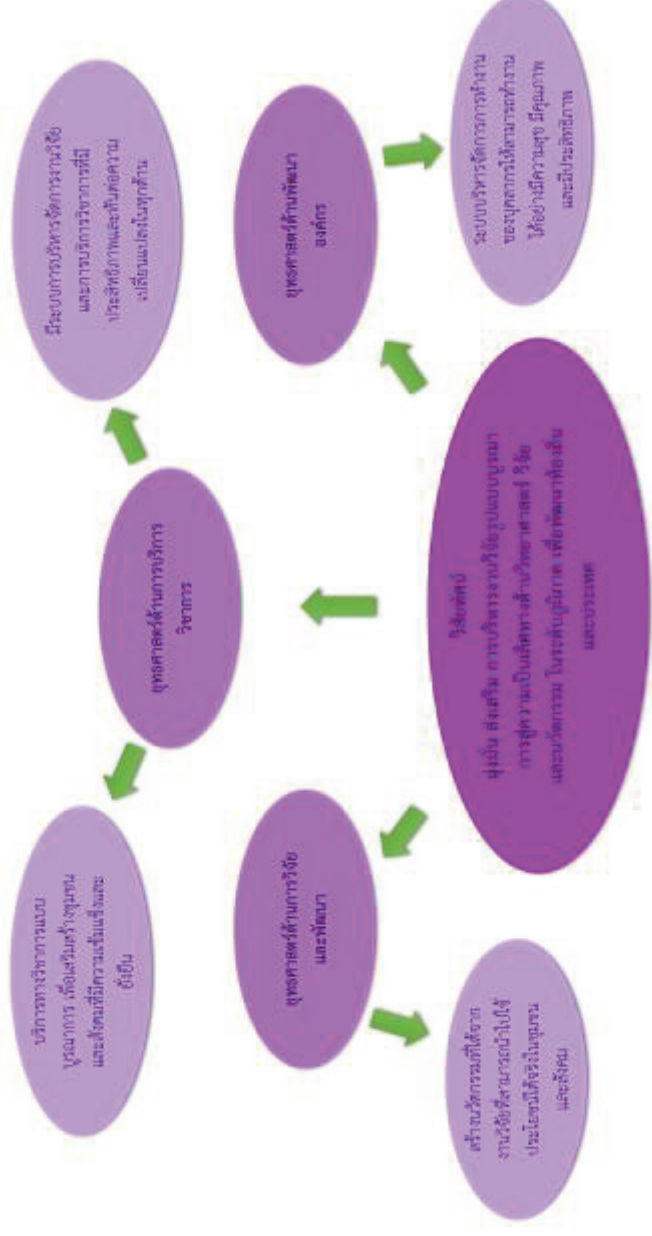 วิสัยทัศน์
มุ่งมั่น ส่งเสริม การบริหารงานวิจัยรูปแบบบูรณา
การสู่ความเป็นเลิศทางด้านวิทยาศาสตร์ วิจัย
และนวัตกรรม ในระดับภูมิภาค เพื่อพัฒนาท้องถิ่น
และประเทศ
ยุทธศาสตร์ด้านการวิจัย
และพัฒนา
สร้างนวัตกรรมที่ได้จาก
งานวิจัยที่สามารถนำไปใช้
ประโยชน์ได้จริงในชุมชน
และสังคม
ยุทธศาสตร์ด้านการบริการ
วิชาการ
บริการทางวิชาการแบบ
บูรณาการ เพื่อเสริมสร้างชุมชน
และสังคมที่มีความเข้มแข็งและ
ยั่งยืน
มีระบบการบริหารจัดการงานวิจัย
และการบริการวิชาการที่มี
ประสิทธิภาพและทันต่อความ
เปลี่ยนแปลงในทุกด้าน
ยุทธศาสตร์ด้านพัฒนา
องค์กร
ระบบบริหารจัดการการทำงาน
ของบุคลากรให้สามารถทำงาน
ได้อย่างมีความสุข มีคุณภาพ
และมีประสิทธิภาพ